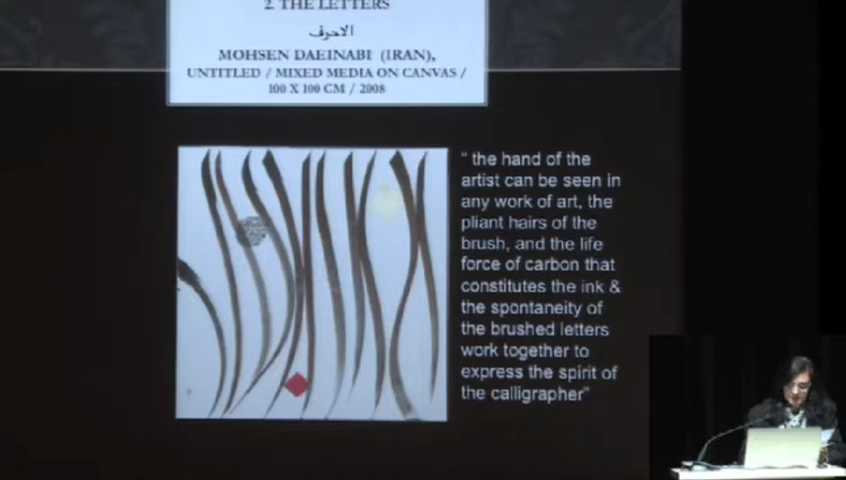 2. THE LETTERS
الاحرف
MOHSEN DAEINABI (IRAN),
UNTITLED / MIXED MEDIA ON CANVAS /
100 X 100 CM / 2008
“ the hand of the
artist can be seen in
any work of art, the
pliant hairs of the
brush, and the life
force of carbon that
constitutes the ink &
the spontaneity of
the brushed letters
work together to
express the spirit of
the calligrapher”